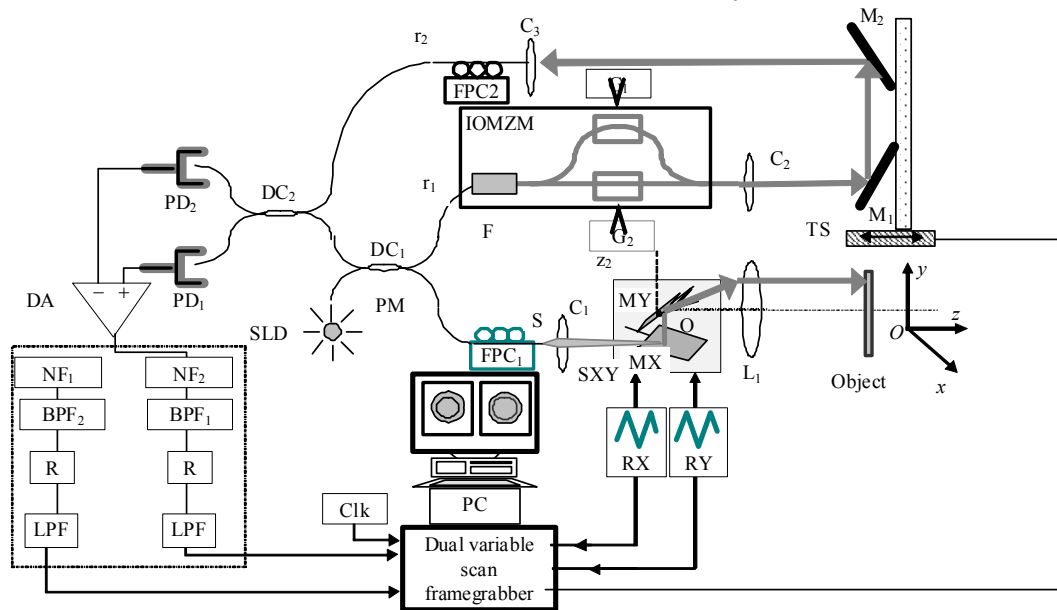 r2
C3
M2
FPC2
IOMZM
C2
r1
PD2
DC2
F
G2
M1
TS
z2
DC1
PD1
DA
− +
PM
SLD
C1
S
FPC1
SXY
MY
O
MX
L1
Object
y
z
O
x
NF1
NF2
BPF2
BPF1
R
R
LPF
LPF
RX
RY
PC
Clk
Dual variable
scan
framegrabber